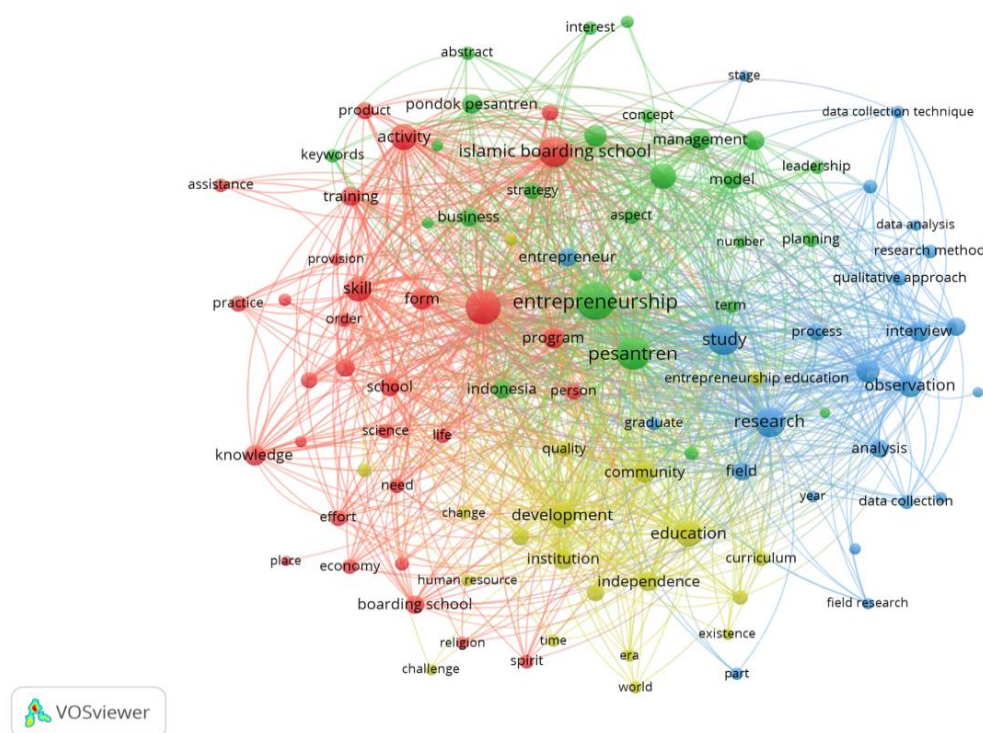 interest
abstract
stage
product
pondok pesantren
concept
data collection technique
activity
management
keywords
islamic boarding school
leadership
assistance
training
strategy
model
business
aspect
data analysis
provision
entrepreneur
number
planning
research method
qualitative approach
skill
form
practice
order
entrepreneurship
term
program
study
process
interview
pesantren
school
indonesia
person
entrepreneurship education
observation
science
life
graduate
research
knowledge
quality
analysis
need
community
field
effort
change
development
year
data collection
education
place
economy
institution
curriculum
human resource
independence
boarding school
field research
religion
time
existence
challenge
spirit
era
part
world
VOSviewer